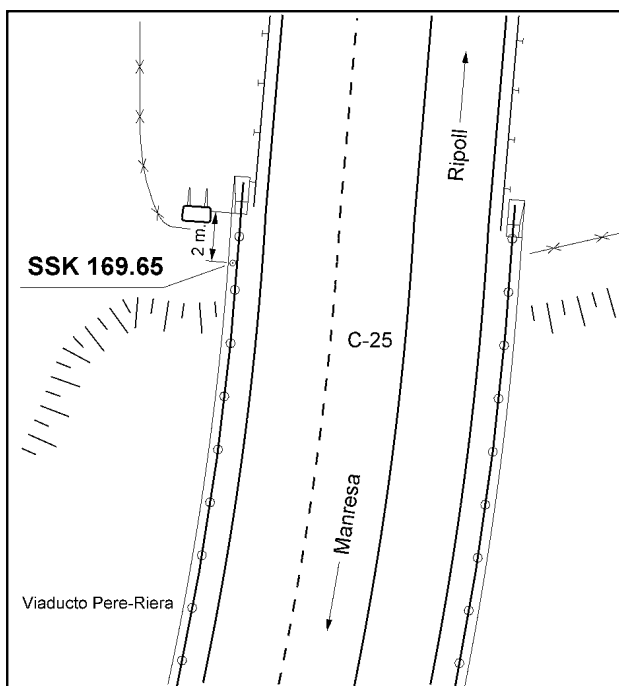 Ripoll
2 m.
SSK 169.65
C-25
Manresa
Viaducto Pere-Riera